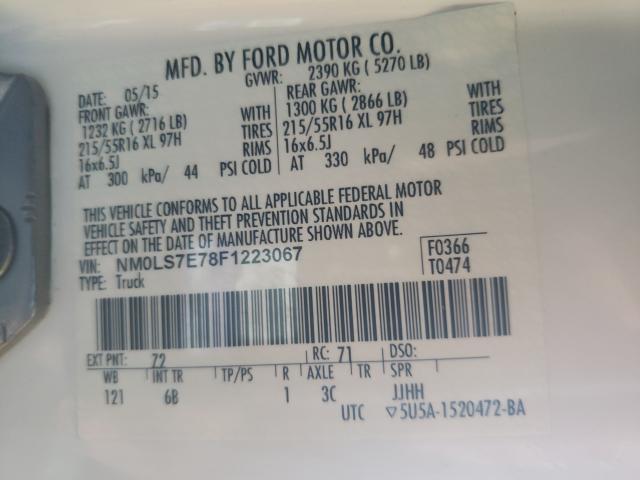 MFD. BY FORD MOTOR CO.
DATE: 05/15 GVWR: 2390 KG ( 5270 LB)
FRONT GAWR: REAR GAWR:
1232 KG ( 2716 LB) WITH 1300 KG ( 2866 LB) WITH
215/55R16 XL 97H TIRES 215/55R16 XL 97H TIRES
16x6.5J RIMS 16x6.5J RIMS
AT 300 kPa/ 44 PSI COLD AT 330 kPa/ 48 PSI COLD
THIS VEHICLE CONFORMS TO ALL APPLICABLE FEDERAL MOTOR
VEHICLE SAFETY AND THEFT PREVENTION STANDARDS IN
EFFECT ON THE DATE OF MANUFACTURE SHOWN ABOVE.
VIN: NM0LS7E78F1223067 F0366
TYPE: Truck T0474
EXT PNT: 72 RC: 71 DSO:
WB INT TR TP/PS R AXLE TR SPR
121 6B 1 3C JJHH
UTC ▽5U5A-1520472-BA